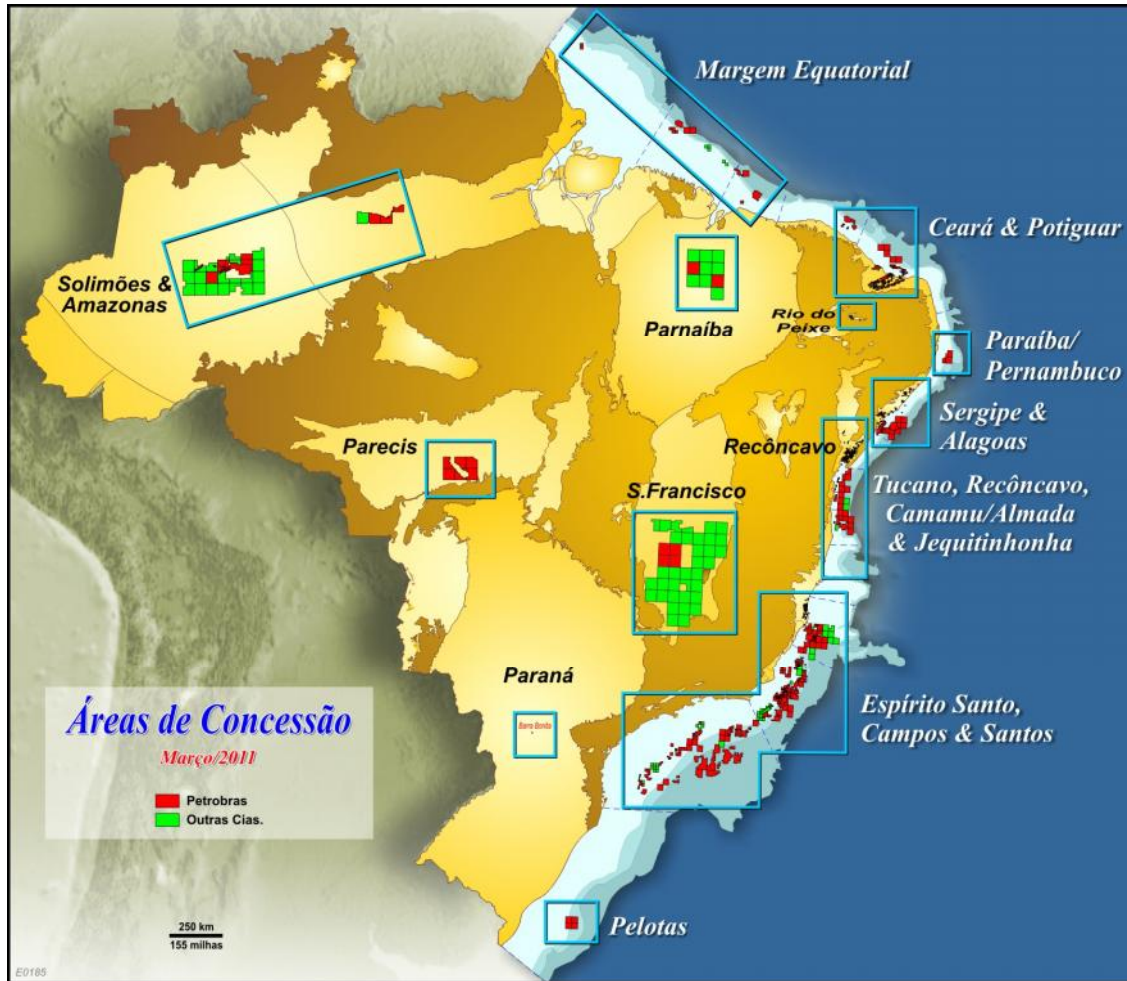 Margem Equatorial
Ceará & Potiguar
Solimões &
Amazonas
Parnaíba
Rio do
Peixe
Paraíba/
Pernambuco
Sergipe &
Alagoas
Parecis
Recôncavo
S.Francisco
Tucano, Recôncavo,
Camamu/Almada
& Jequitinhonha
Paraná
Barra Bonita
Espírito Santo,
Campos & Santos
Áreas de Concessão
Março/2011
Petrobras
Outras Cias.
Pelotas
250 km
155 milhas
E0185